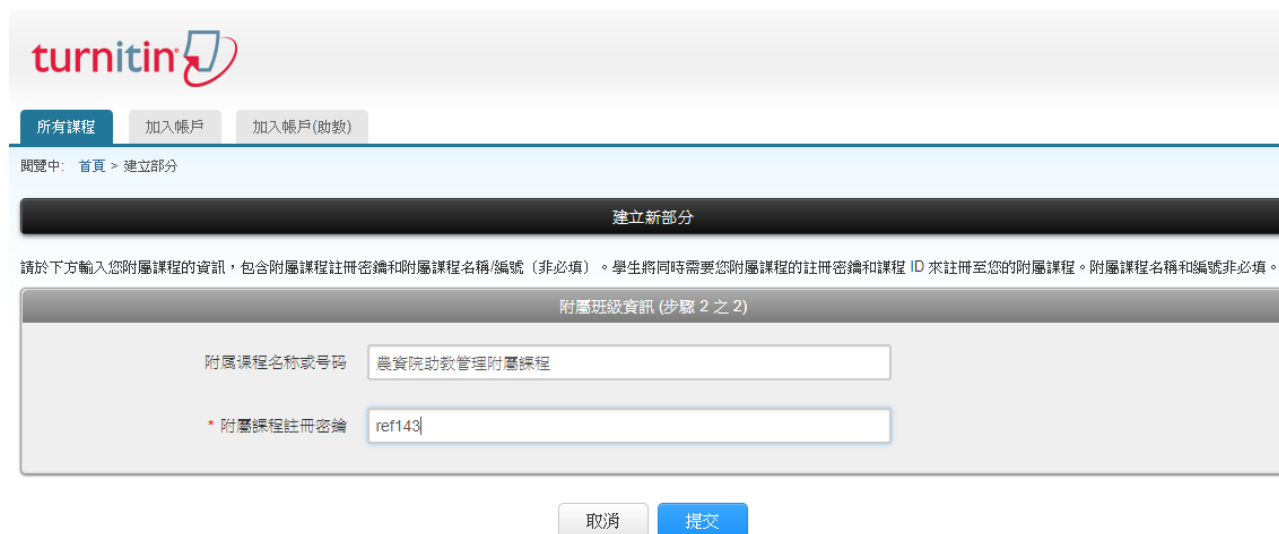 turnitin
所有課程 加入帳戶 加入帳戶(助教)
閱覽中: 首頁 > 建立部分
建立新部分
請於下方輸入您附屬課程的資訊，包含附屬課程註冊密鑰和附屬課程名稱/編號（非必填）。學生將同時需要您附屬課程的註冊密鑰和課程 ID 來註冊至您的附屬課程。附屬課程名稱和編號非必填。
附屬班級資訊 (步驟 2 之 2)
附属课程名称或号码 農資院助教管理附屬課程
* 附屬課程註冊密鑰 ref143
取消 提交